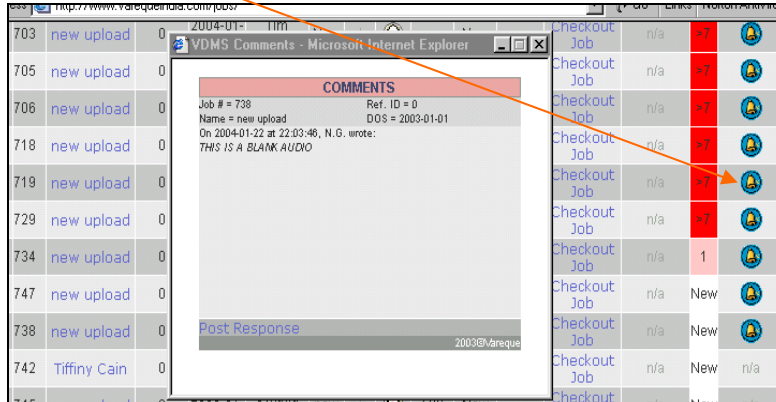 http://www.varequeindia.com/jobs/ Go Links
703 new upload 0 2004-01- Tim Checkout Job n/a >7
VDMS Comments - Microsoft Internet Explorer
705 new upload 0 Checkout Job n/a >7
COMMENTS
706 new upload 0 Checkout Job n/a >7
Job # = 738 Ref. ID = 0
Name = new upload DOS = 2003-01-01
On 2004-01-22 at 22:03:46, N.G. wrote:
THIS IS A BLANK AUDIO
718 new upload 0 Checkout Job n/a >7
719 new upload 0 Checkout Job n/a >7
729 new upload 0 Checkout Job n/a >7
734 new upload 0 Checkout Job n/a 1
747 new upload 0 Checkout Job n/a New
738 new upload 0 Checkout Job n/a New
Post Response
2003@Vareque
742 Tiffiny Cain 0 Checkout Job n/a New n/a
Checkout